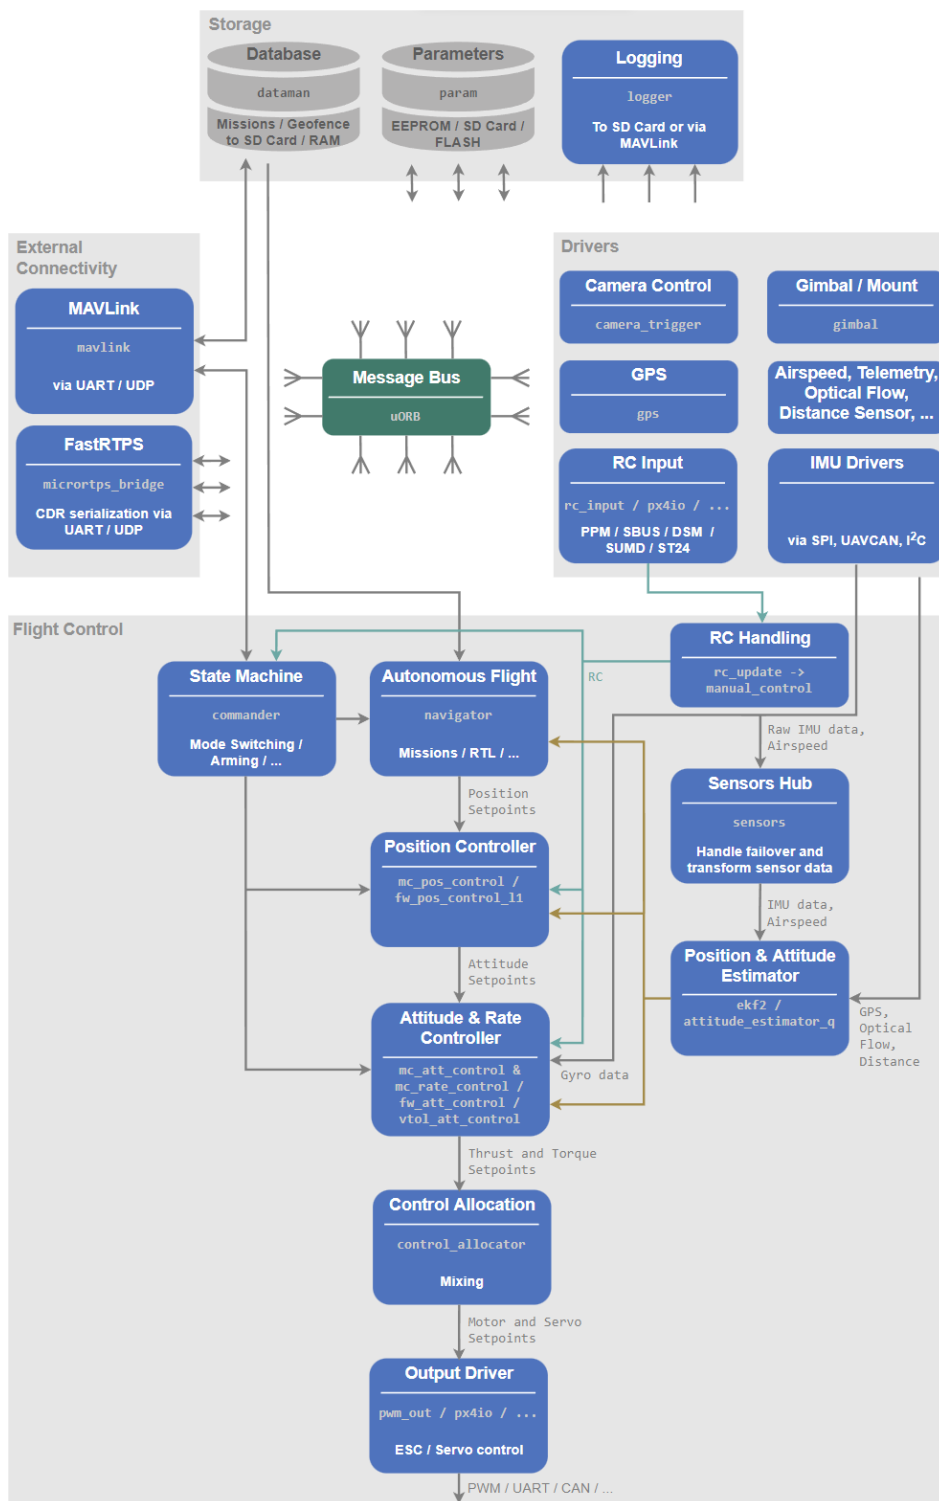 Storage
Database
dataman
Missions / Geofence
to SD Card / RAM
Parameters
param
EEPROM / SD Card /
FLASH
Logging
logger
To SD Card or via
MAVLink
External
Connectivity
MAVLink
mavlink
via UART / UDP
FastRTPS
micrortps_bridge
CDR serialization via
UART / UDP
Message Bus
uORB
Drivers
Camera Control
camera_trigger
Gimbal / Mount
gimbal
GPS
gps
Airspeed, Telemetry,
Optical Flow,
Distance Sensor, ...
RC Input
rc_input / px4io / ...
PPM / SBUS / DSM /
SUMD / ST24
IMU Drivers
via SPI, UAVCAN, I²C
Flight Control
RC Handling
rc_update ->
manual_control
RC
State Machine
commander
Mode Switching /
Arming / ...
Autonomous Flight
navigator
Missions / RTL / ...
Raw IMU data,
Airspeed
Sensors Hub
sensors
Handle failover and
transform sensor data
Position
Setpoints
Position Controller
mc_pos_control /
fw_pos_control_l1
IMU data,
Airspeed
Position & Attitude
Estimator
ekf2 /
attitude_estimator_q
GPS,
Optical
Flow,
Distance
Attitude
Setpoints
Attitude & Rate
Controller
mc_att_control &
mc_rate_control /
fw_att_control /
vtol_att_control
Gyro data
Thrust and Torque
Setpoints
Control Allocation
control_allocator
Mixing
Motor and Servo
Setpoints
Output Driver
pwm_out / px4io / ...
ESC / Servo control
PWM / UART / CAN / ...